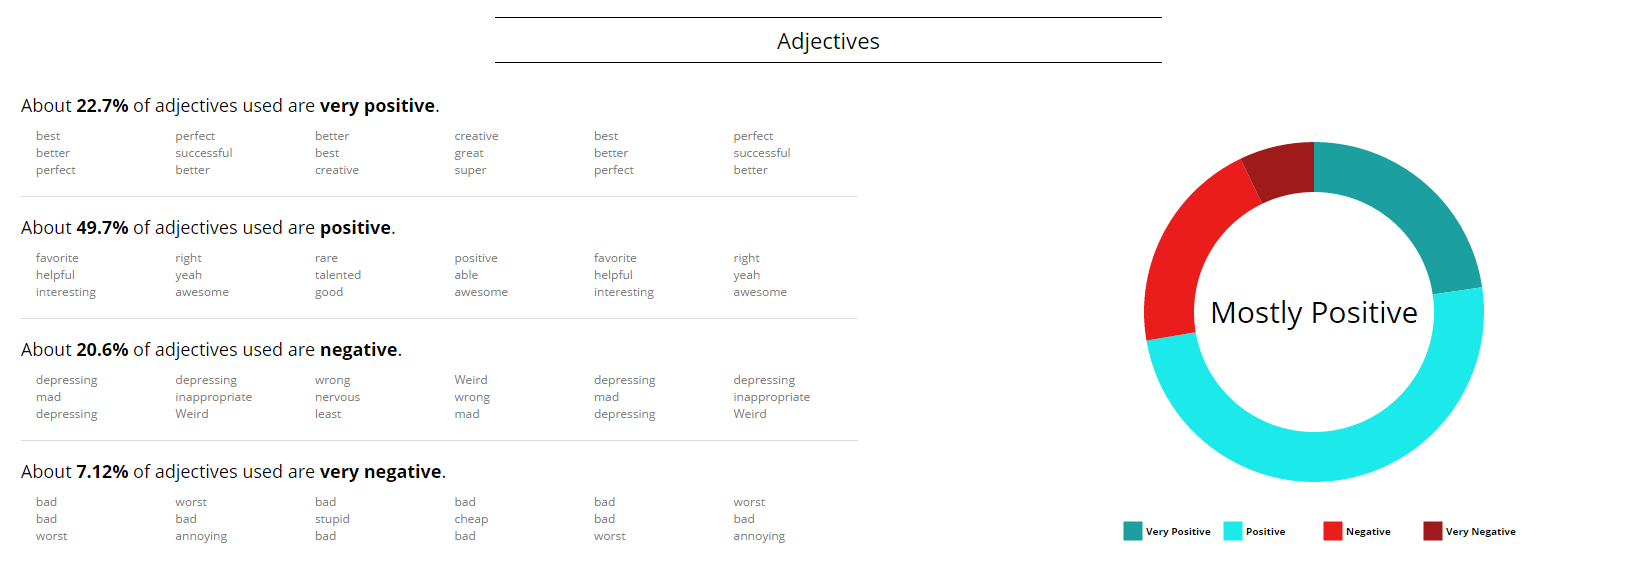 Adjectives
About 22.7% of adjectives used are very positive.
best perfect better creative best perfect
better successful best great better successful
perfect better creative super perfect better
About 49.7% of adjectives used are positive.
favorite right rare positive favorite right
helpful yeah talented able helpful yeah
interesting awesome good awesome interesting awesome
About 20.6% of adjectives used are negative.
depressing depressing wrong Weird depressing depressing
mad inappropriate nervous wrong mad inappropriate
depressing Weird least mad depressing Weird
About 7.12% of adjectives used are very negative.
bad worst bad bad bad worst
bad bad stupid cheap bad bad
worst annoying bad bad worst annoying
Mostly Positive
Very Positive Positive Negative Very Negative